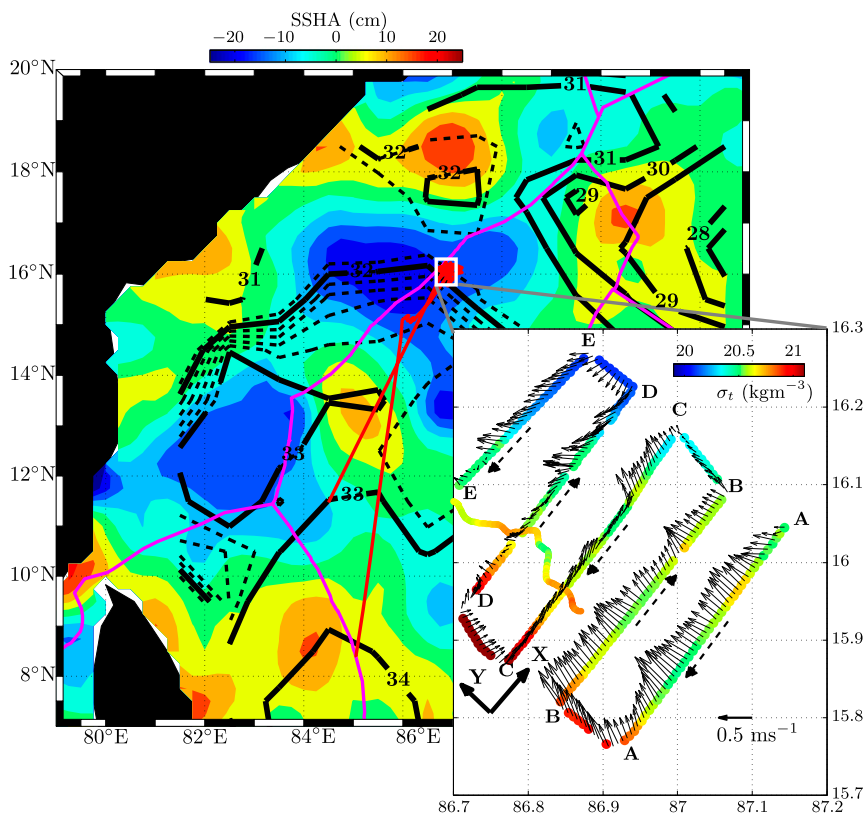 SSHA (cm)
−20 −10 0 10 20
20°N
18°N
16°N
14°N
12°N
10°N
8°N
80°E 82°E 84°E 86°E
31
32
31
30
32
29
28
31
29
33
33
34
E
20 20.5 21
σt (kgm−3)
D
C
E
B
A
D
C
X
Y
B
A
0.5 ms−1
16.3
16.2
16.1
16
15.9
15.8
15.7
86.7 86.8 86.9 87 87.1 87.2